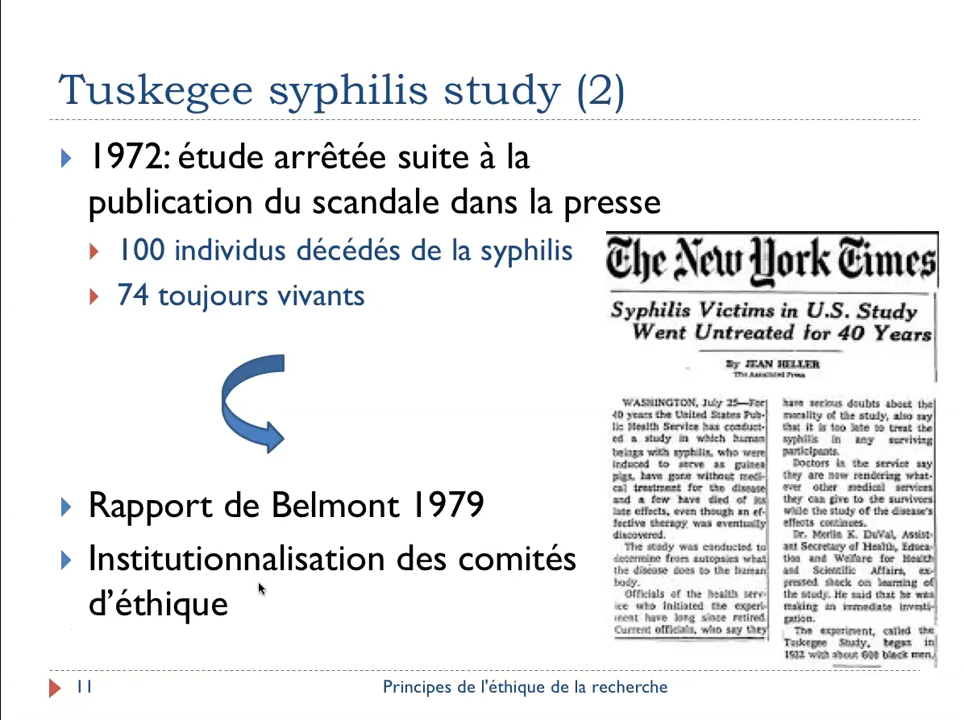 Tuskegee syphilis study (2)
1972: étude arrêtée suite à la
publication du scandale dans la presse
100 individus décédés de la syphilis
74 toujours vivants
Rapport de Belmont 1979
Institutionnalisation des comités
d'éthique
The New York Times
Syphilis Victims in U.S. Study
Went Untreated for 40 Years
By JEAN HELLER
The Associated Press
WASHINGTON, July 25—For
40 years the United States Pub-
lic Health Service has conduct-
ed a study in which human
beings with syphilis, who were
induced to serve as guinea
pigs, have gone without medi-
cal treatment for the disease
and a few have died of its
late effects, even though an ef-
fective therapy was eventually
discovered.
The study was conducted to
determine from autopsies what
the disease does to the human
body.
Officials of the health serv-
ice who initiated the experi-
ment have long since retired.
Current officials, who say they
have serious doubts about the
morality of the study, also say
that it is too late to treat the
syphilis in any surviving
participants.
Doctors in the service say
they are now rendering what-
ever other medical services
they can give to the survivors
while the study of the disease's
effects continues.
Dr. Merlin K. DuVal, Assist-
ant Secretary of Health, Educa-
tion and Welfare for Health
and Scientific Affairs, ex-
pressed shock on learning of
the study. He said that he was
making an immediate investi-
gation.
The experiment, called the
Tuskegee Study, began in
1932 with about 600 black men,
11
Principes de l'éthique de la recherche